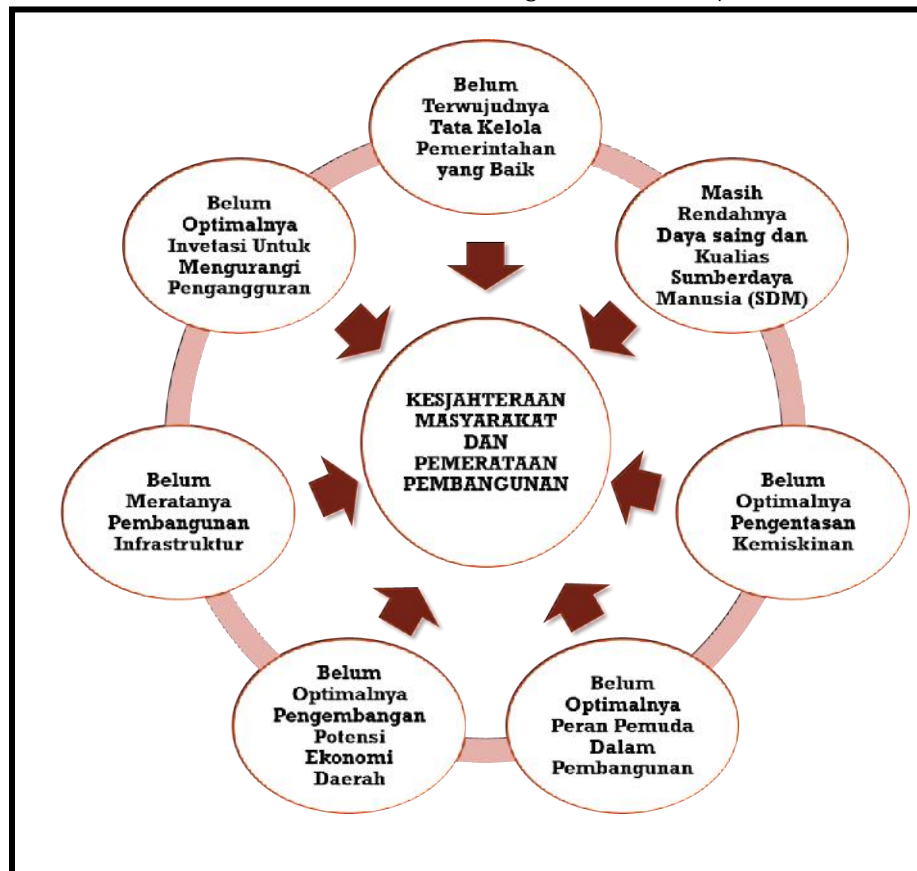 Belum
Terwujudnya
Tata Kelola
Pemerintahan
yang Baik
Masih
Rendahnya
Daya saing dan
Kualias
Sumberdaya
Manusia (SDM)
Belum
Optimalnya
Pengentasan
Kemiskinan
Belum
Optimalnya
Peran Pemuda
Dalam
Pembangunan
Belum
Optimalnya
Pengembangan
Potensi
Ekonomi
Daerah
Belum
Meratanya
Pembangunan
Infrastruktur
Belum
Optimalnya
Invetasi Untuk
Mengurangi
Pengangguran
KESJAHTERAAN
MASYARAKAT
DAN
PEMERATAAN
PEMBANGUNAN